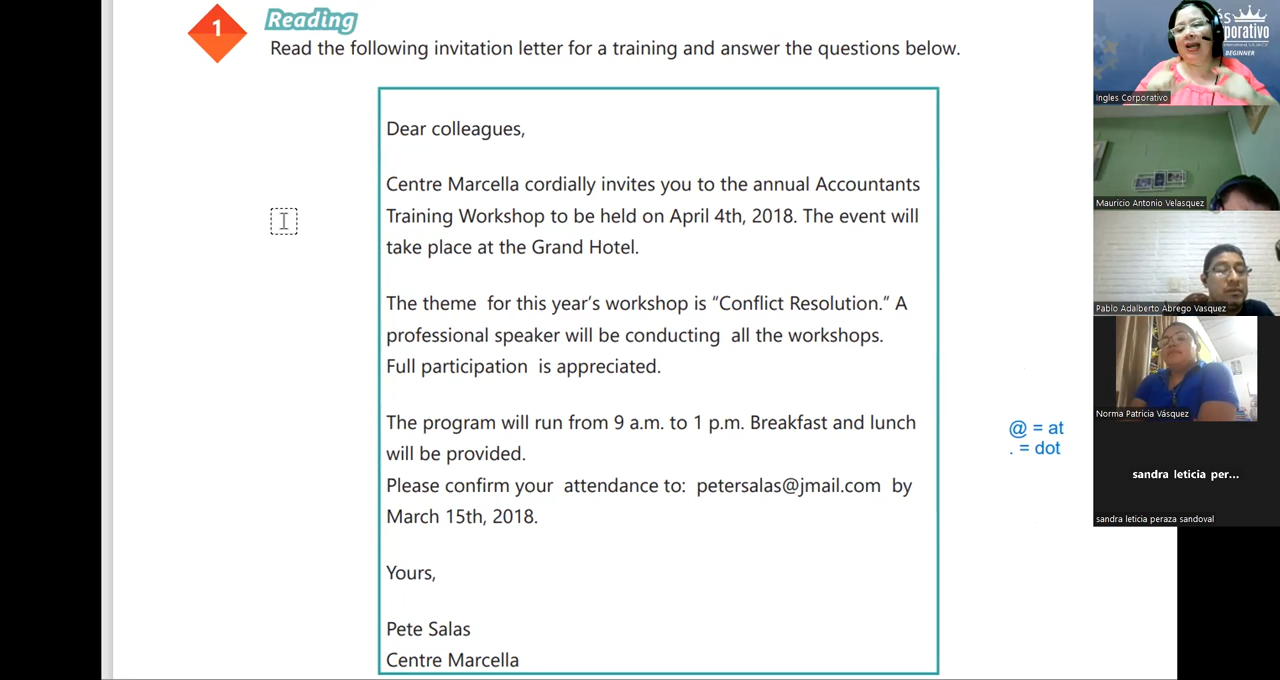 1
Reading
Read the following invitation letter for a training and answer the questions below.
Dear colleagues,
Centre Marcella cordially invites you to the annual Accountants
Training Workshop to be held on April 4th, 2018. The event will
take place at the Grand Hotel.
The theme for this year's workshop is “Conflict Resolution.” A
professional speaker will be conducting all the workshops.
Full participation is appreciated.
The program will run from 9 a.m. to 1 p.m. Breakfast and lunch
will be provided.
Please confirm your attendance to: petersalas@jmail.com by
March 15th, 2018.
Yours,
Pete Salas
Centre Marcella
@ = at
. = dot
BEGINNER
Ingles Corporativo
Mauricio Antonio Velasquez
Pablo Adalberto Abrego Vasquez
Norma Patricia Vásquez
sandra leticia per...
sandra leticia peraza sandoval